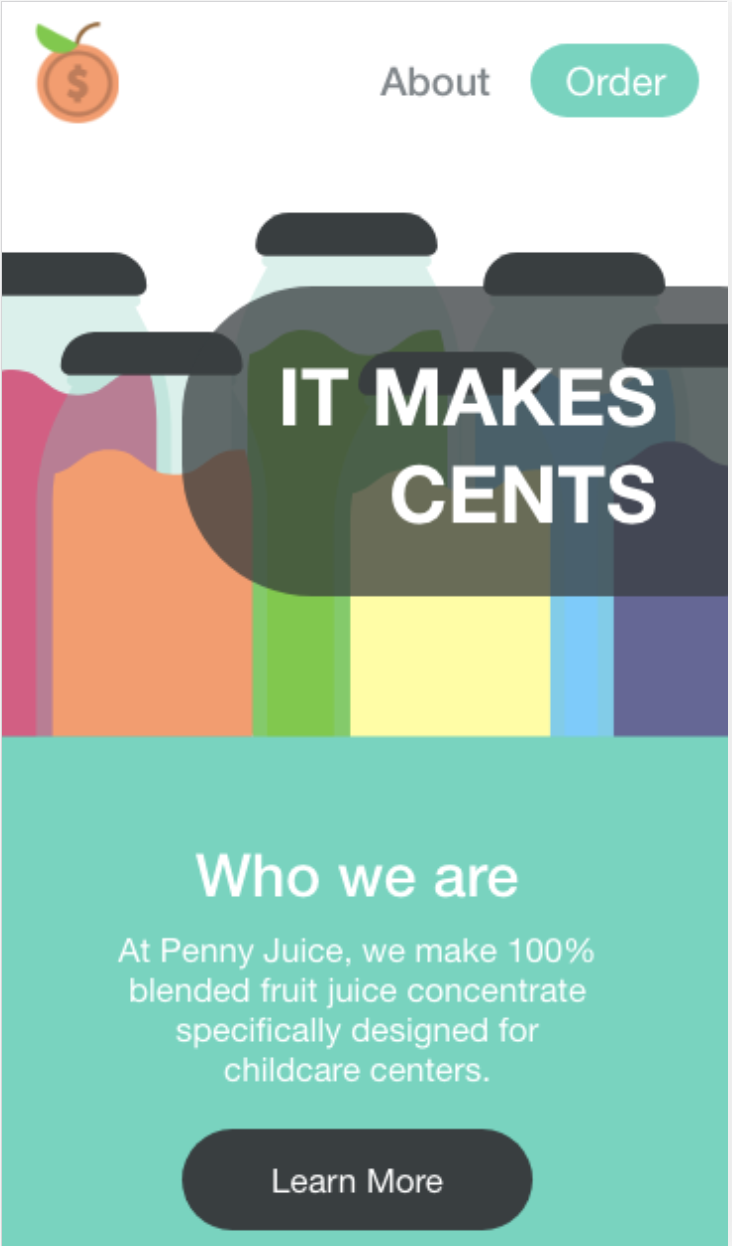 $
About
Order
IT MAKES
CENTS
Who we are
At Penny Juice, we make 100%
blended fruit juice concentrate
specifically designed for
childcare centers.
Learn More